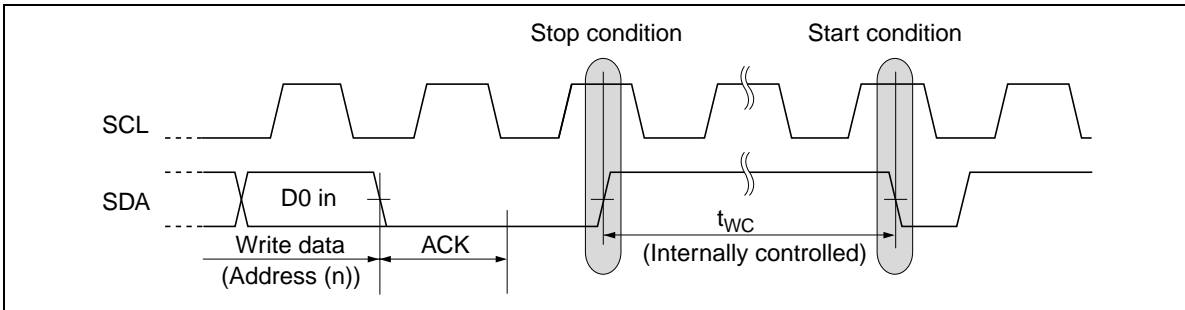 Stop condition
Start condition
SCL
SDA
D0 in
Write data
(Address (n))
ACK
tWC
(Internally controlled)